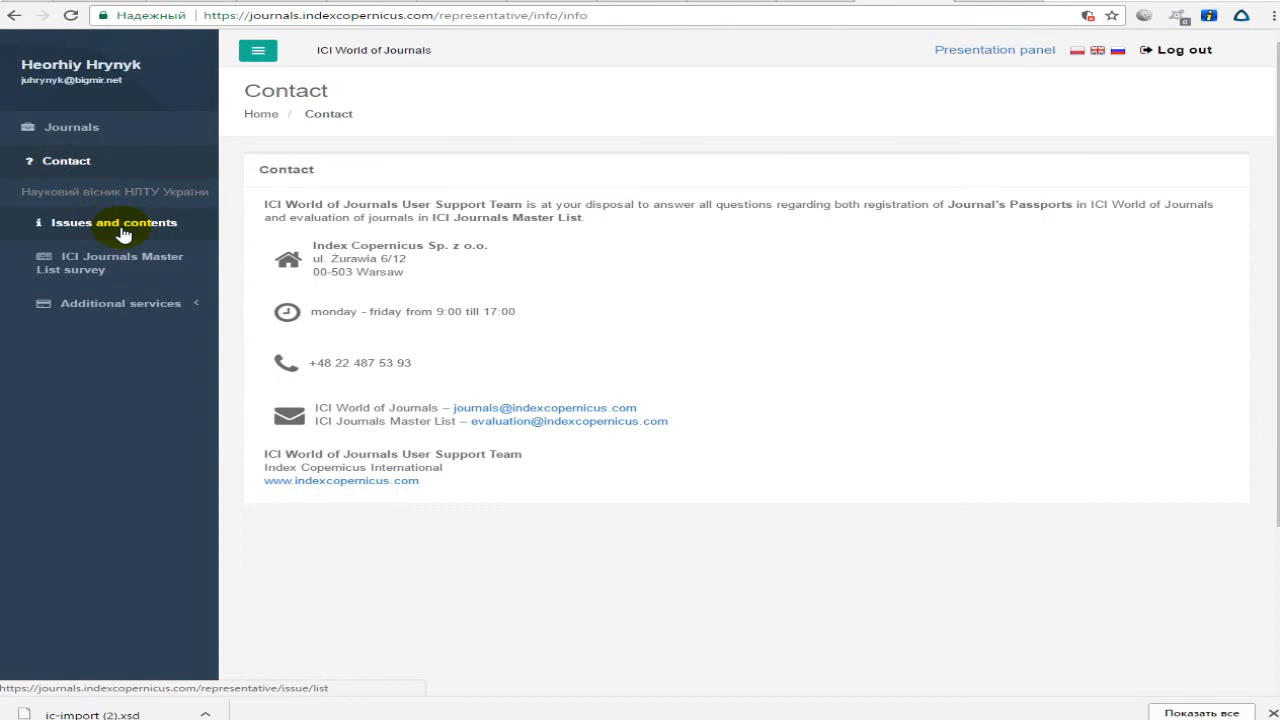 Надежный https://journals.indexcopernicus.com/representative/info/info
Heorhiy Hrynyk
juhrynyk@bigmir.net
Journals
? Contact
Науковий вісник НЛТУ України
Issues and contents
ICI Journals Master
List survey
Additional services
ICI World of Journals
Presentation panel
Log out
Contact
Home / Contact
Contact
ICI World of Journals User Support Team is at your disposal to answer all questions regarding both registration of Journal's Passports in ICI World of Journals
and evaluation of journals in ICI Journals Master List.
Index Copernicus Sp. z o.o.
ul. Żurawia 6/12
00-503 Warsaw
monday - friday from 9:00 till 17:00
+48 22 487 53 93
ICI World of Journals – journals@indexcopernicus.com
ICI Journals Master List – evaluation@indexcopernicus.com
ICI World of Journals User Support Team
Index Copernicus International
www.indexcopernicus.com
https://journals.indexcopernicus.com/representative/issue/list
ic-import (2).xsd
Показать все